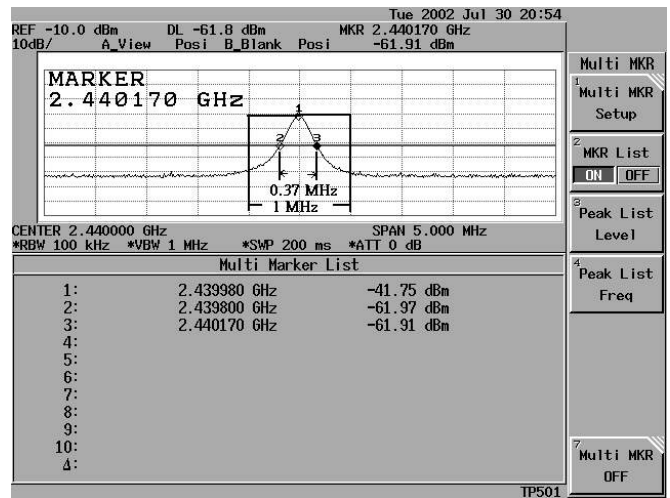 Tue 2002 Jul 30 20:54
REF -10.0 dBm DL -61.8 dBm MKR 2.440170 GHz
10dB/ A_View Posi B_Blank Posi -61.91 dBm
MARKER
2.440170 GHz
1
2 3
0.37 MHz
1 MHz
CENTER 2.440000 GHz SPAN 5.000 MHz
*RBW 100 kHz *VBW 1 MHz *SWP 200 ms *ATT 0 dB
Multi Marker List
1: 2.439980 GHz -41.75 dBm
2: 2.439800 GHz -61.97 dBm
3: 2.440170 GHz -61.91 dBm
4:
5:
6:
7:
8:
9:
10:
Δ:
TP501
Multi MKR
1
Multi MKR
Setup
2
MKR List
ON OFF
3
Peak List
Level
4
Peak List
Freq
7
Multi MKR
OFF